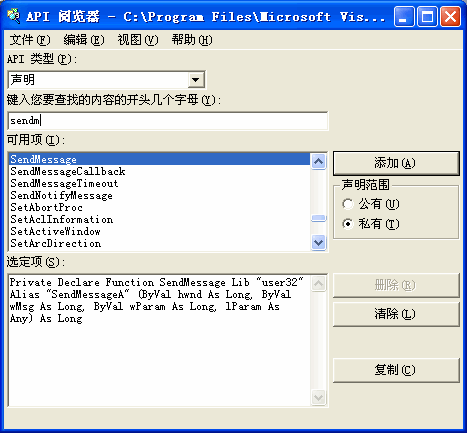 API 浏览器 - C:\Program Files\Microsoft Vis...
文件(F) 编辑(E) 视图(V) 帮助(H)
API 类型(P):
声明
键入您要查找的内容的开头几个字母(Y):
sendm
可用项(I):
SendMessage
SendMessageCallback
SendMessageTimeout
SendNotifyMessage
SetAbortProc
SetAclInformation
SetActiveWindow
SetArcDirection
添加(A)
声明范围
公有(U)
私有(T)
选定项(S):
Private Declare Function SendMessage Lib "user32"
Alias "SendMessageA" (ByVal hwnd As Long, ByVal
wMsg As Long, ByVal wParam As Long, lParam As
Any) As Long
删除(R)
清除(L)
复制(C)